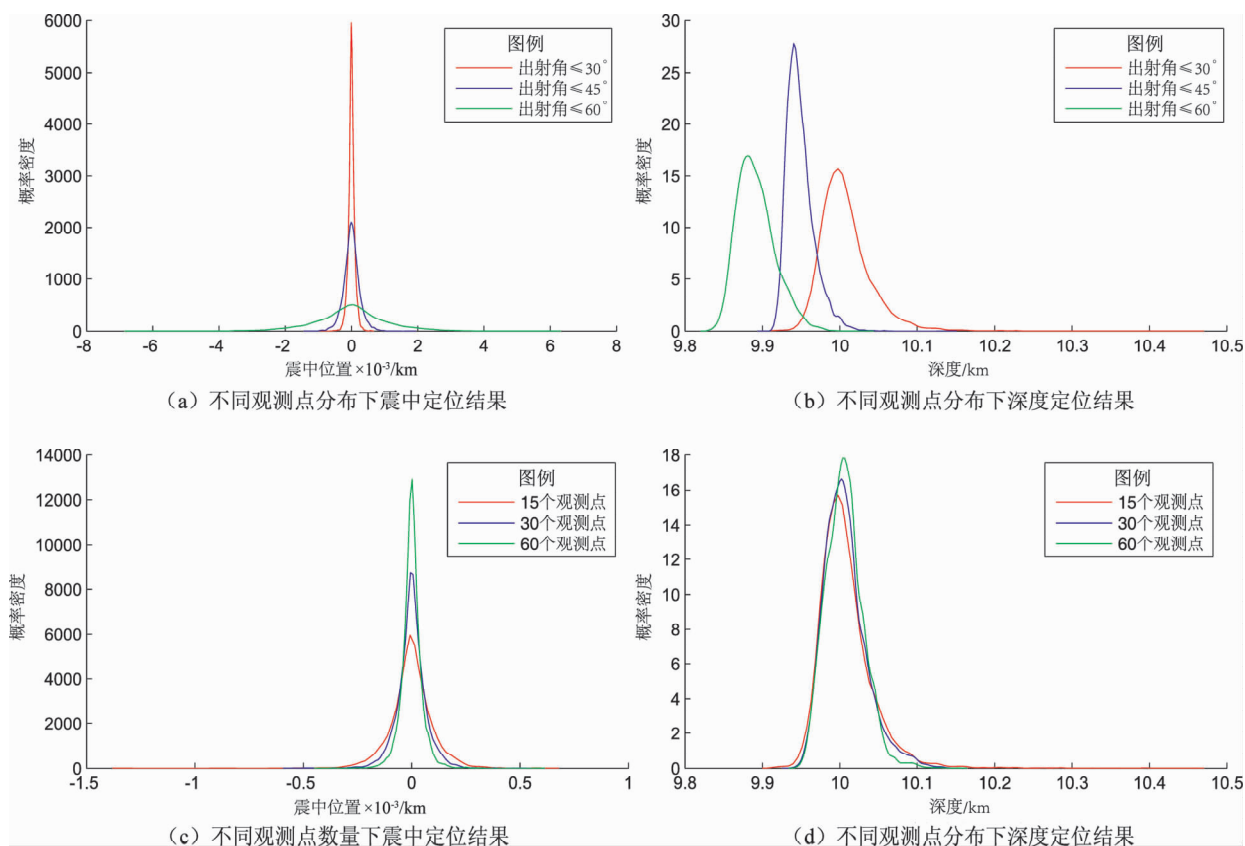 6000
5000
4000
3000
2000
1000
0
概率密度
-8
-6
-4
-2
0
2
4
6
8
震中位置×10⁻³/km
图例
出射角≤30°
出射角≤45°
出射角≤60°
(a) 不同观测点分布下震中定位结果
30
25
20
15
10
5
0
概率密度
9.8
9.9
10
10.1
10.2
10.3
10.4
10.5
深度/km
图例
出射角≤30°
出射角≤45°
出射角≤60°
(b) 不同观测点分布下深度定位结果
14000
12000
10000
8000
6000
4000
2000
0
概率密度
-1.5
-1
-0.5
0
0.5
1
震中位置×10⁻³/km
图例
15个观测点
30个观测点
60个观测点
(c) 不同观测点数量下震中定位结果
18
16
14
12
10
8
6
4
2
0
概率密度
9.8
9.9
10
10.1
10.2
10.3
10.4
10.5
深度/km
图例
15个观测点
30个观测点
60个观测点
(d) 不同观测点分布下深度定位结果